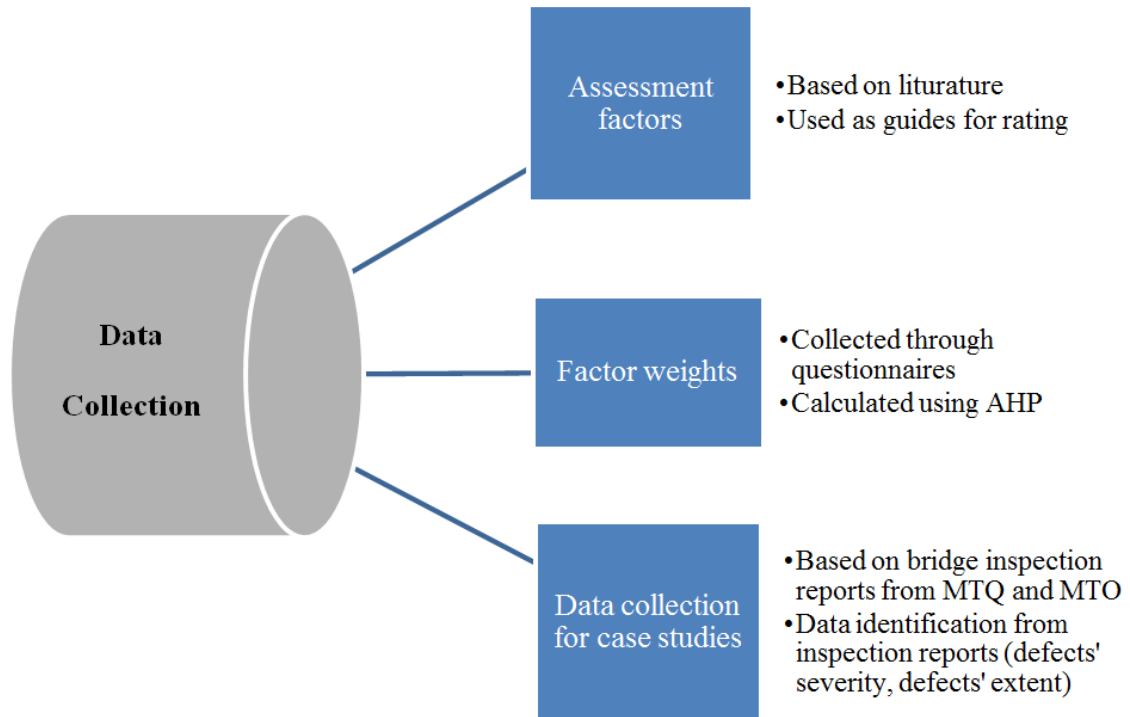 Data
Collection
Assessment
factors
•Based on liturature
•Used as guides for rating
Factor weights
•Collected through
questionnaires
•Calculated using AHP
Data collection
for case studies
•Based on bridge inspection
reports from MTQ and MTO
•Data identification from
inspection reports (defects'
severity, defects' extent)